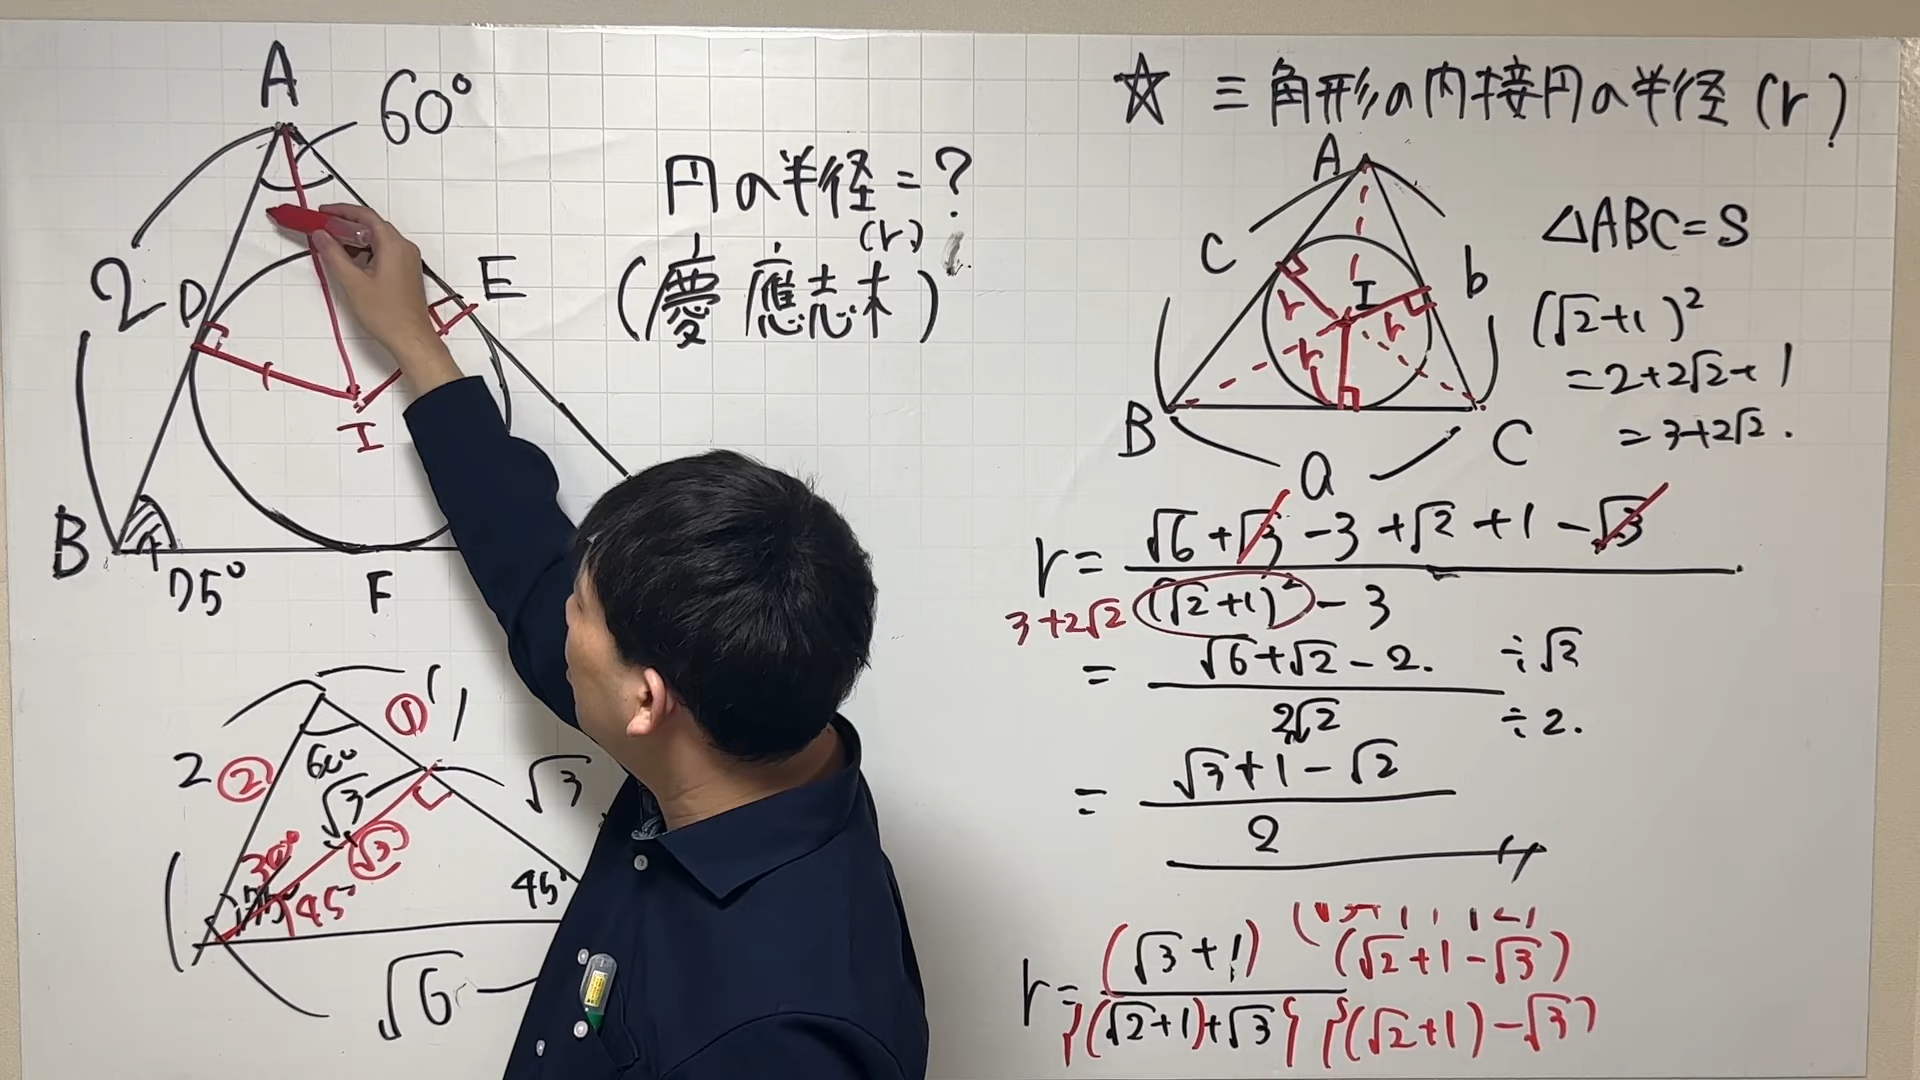 A
60°
円の半径=?
(r)
(慶應志木)
2
D
E
I
B
75°
F
2
②
①
1
60°
√3
√3
√3
30°
45°
45°
√6
☆ 三角形の内接円の半径(r)
A
c
b
I
r
r
r
B
C
a
△ABC=S
(√2+1)²
=2+2√2+1
=3+2√2.
r= √6+√3-3+√2+1-√3
(√2+1)²-3
3+2√2
= √6+√2-2. ÷√2
2√2 ÷2.
= √3+1-√2
2
r= (√3+1) (√2+1-√3)
{(√2+1)+√3} {(√2+1)-√3}